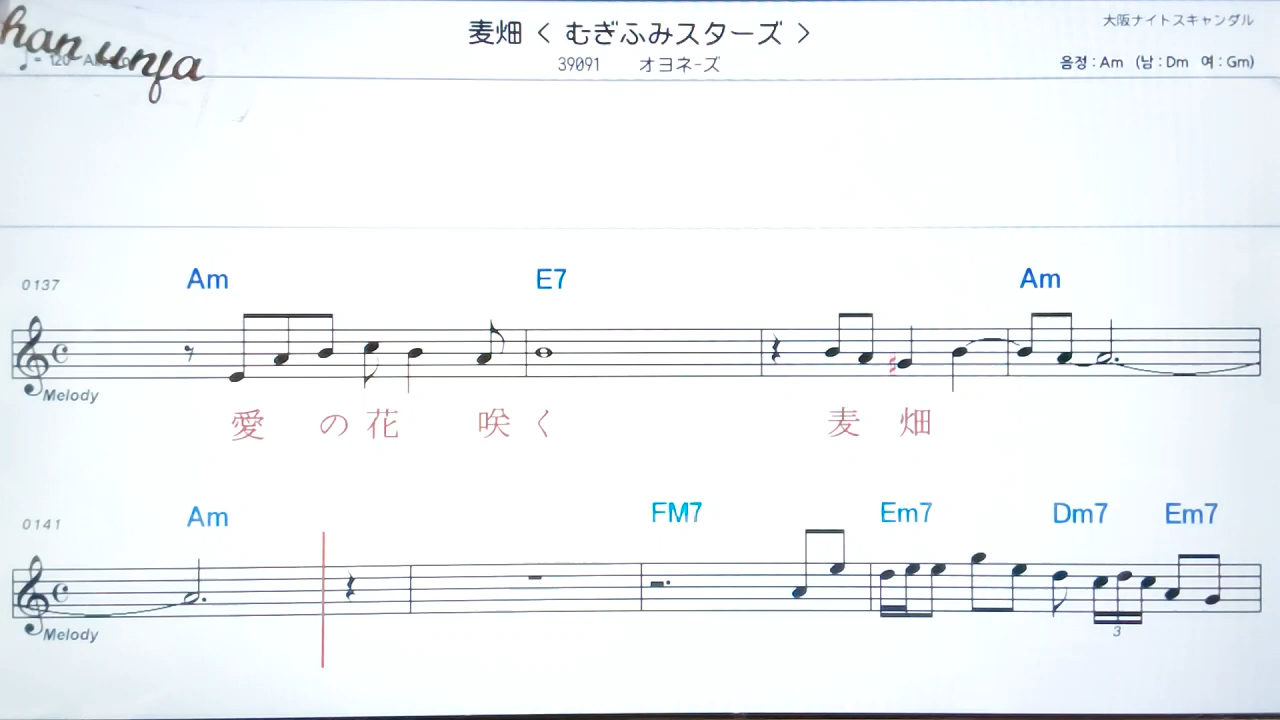 han unja
麦畑 < むぎふみスターズ >
大阪ナイトスキャンダル
39091 オヨネ-ズ
음정 : Am (남 : Dm 여 : Gm)
0137 Am E7 Am
Melody
愛 の 花 咲 く 麦 畑
0141 Am FM7 Em7 Dm7 Em7
Melody
3